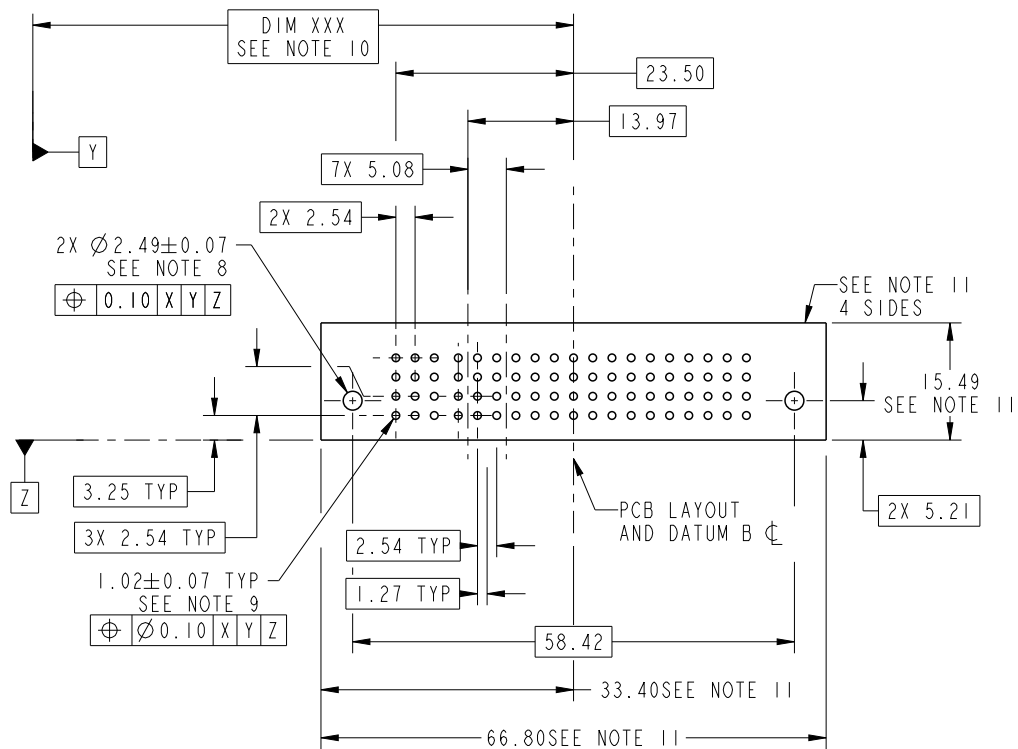 DIM XXX
SEE NOTE 10
23.50
13.97
Y
7X 5.08
2X 2.54
2X ∅2.49±0.07
SEE NOTE 8
⌖ 0.10 X Y Z
SEE NOTE 11
4 SIDES
15.49
SEE NOTE 11
Z
3.25 TYP
3X 2.54 TYP
2X 5.21
PCB LAYOUT
AND DATUM B ℄
2.54 TYP
1.27 TYP
1.02±0.07 TYP
SEE NOTE 9
⌖ ∅0.10 X Y Z
58.42
33.40SEE NOTE 11
66.80SEE NOTE 11